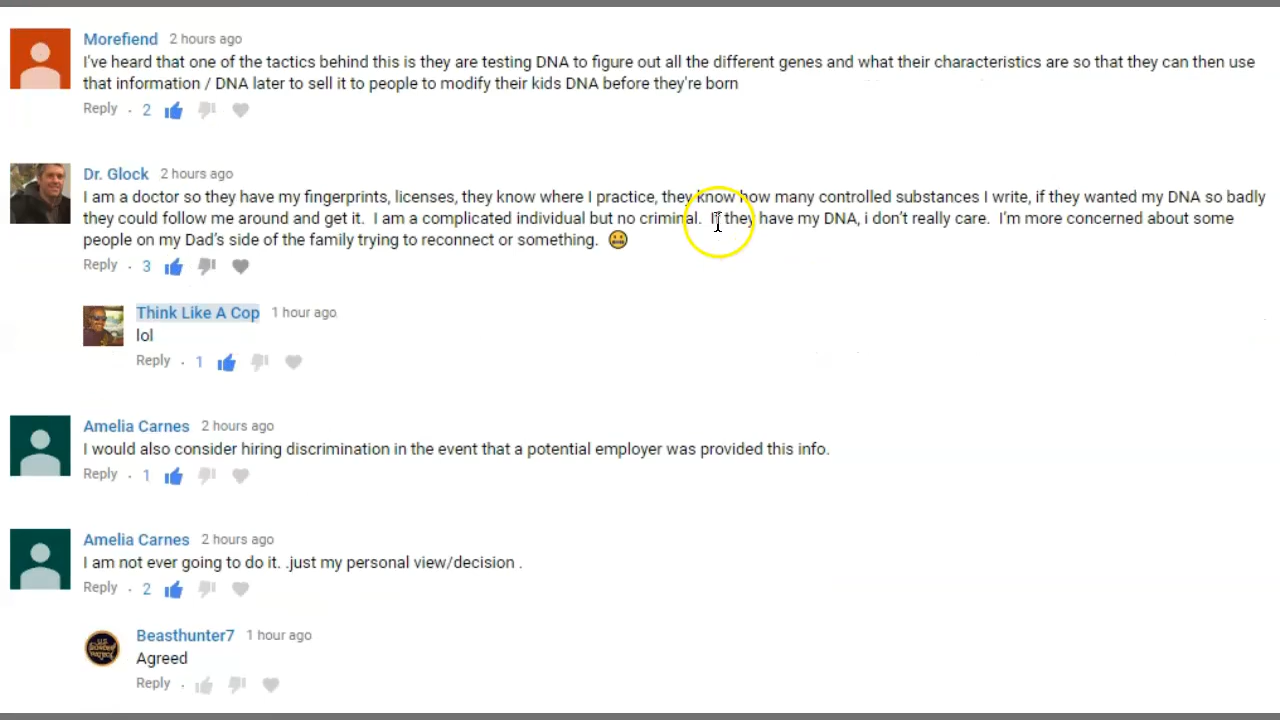 Morefiend 2 hours ago
I've heard that one of the tactics behind this is they are testing DNA to figure out all the different genes and what their characteristics are so that they can then use
that information / DNA later to sell it to people to modify their kids DNA before they're born
Reply · 2
Dr. Glock 2 hours ago
I am a doctor so they have my fingerprints, licenses, they know where I practice, they know how many controlled substances I write, if they wanted my DNA so badly
they could follow me around and get it. I am a complicated individual but no criminal. If they have my DNA, i don't really care. I'm more concerned about some
people on my Dad's side of the family trying to reconnect or something. 😀
Reply · 3
Think Like A Cop 1 hour ago
lol
Reply · 1
Amelia Carnes 2 hours ago
I would also consider hiring discrimination in the event that a potential employer was provided this info.
Reply · 1
Amelia Carnes 2 hours ago
I am not ever going to do it. .just my personal view/decision .
Reply · 2
Beasthunter7 1 hour ago
Agreed
Reply ·